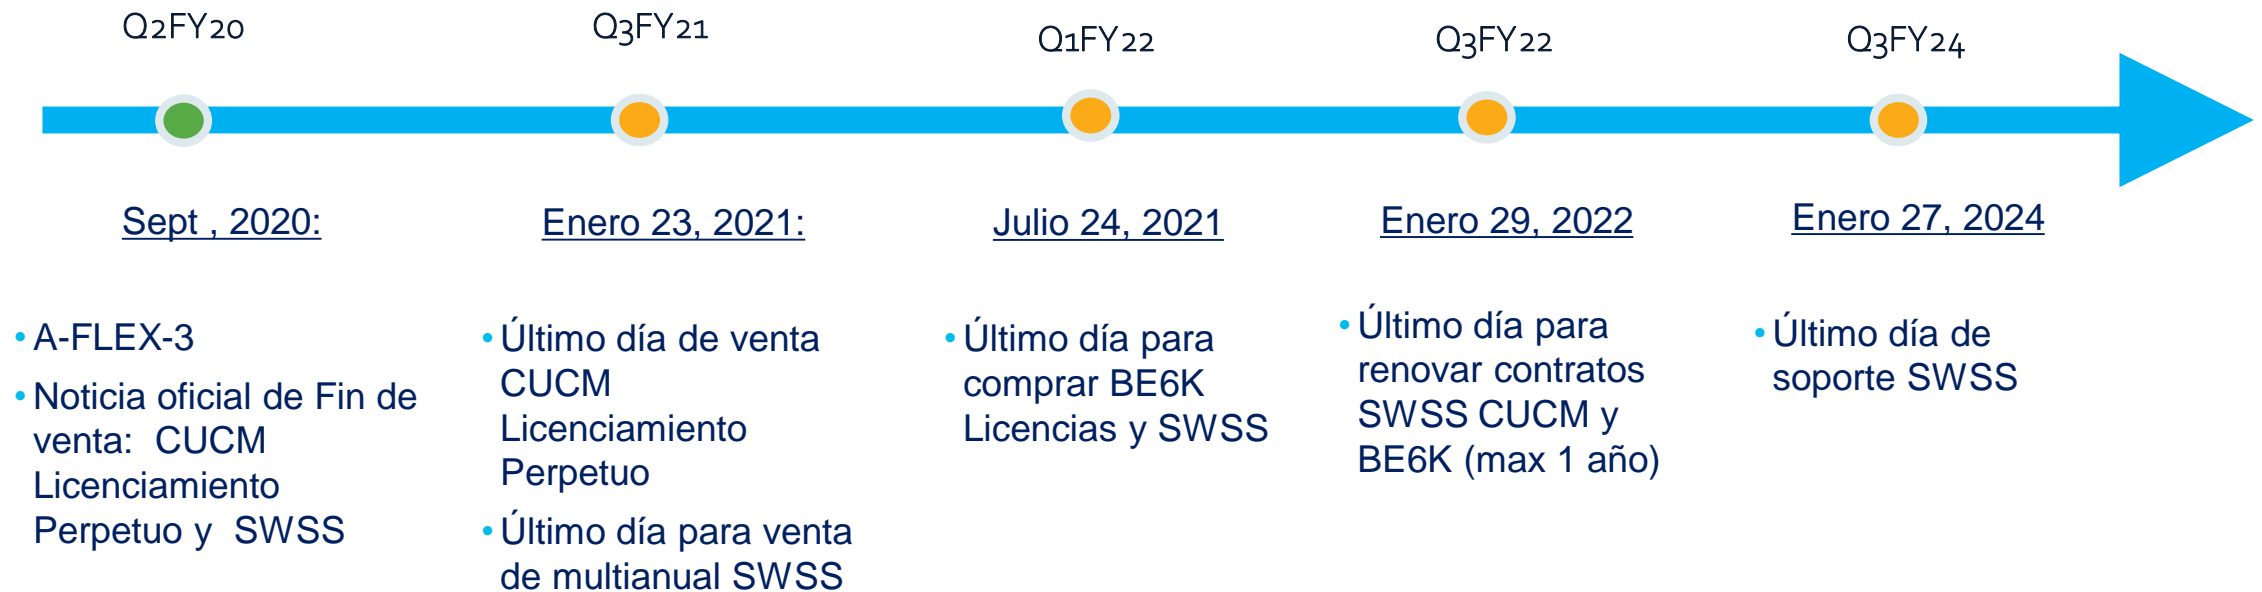 Q2FY20
Q3FY21
Q1FY22
Q3FY22
Q3FY24
Sept , 2020:
Enero 23, 2021:
Julio 24, 2021
Enero 29, 2022
Enero 27, 2024
• A-FLEX-3
• Noticia oficial de Fin de
venta: CUCM
Licenciamiento
Perpetuo y SWSS
• Último día de venta
CUCM
Licenciamiento
Perpetuo
• Último día para venta
de multianual SWSS
• Último día para
comprar BE6K
Licencias y SWSS
• Último día para
renovar contratos
SWSS CUCM y
BE6K (max 1 año)
• Último día de
soporte SWSS